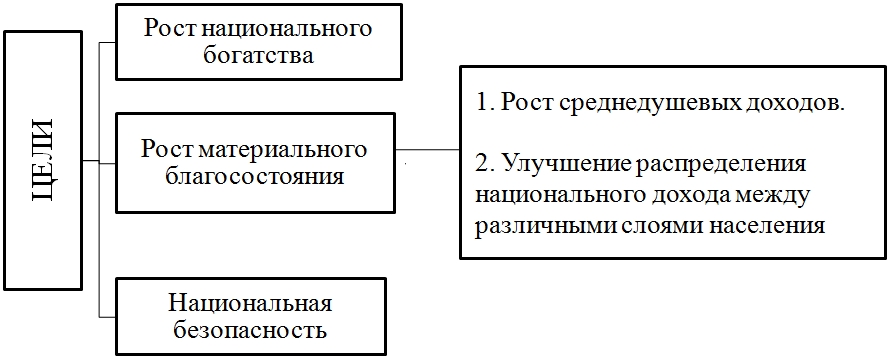 ЦЕЛИ
Рост национального
богатства
Рост материального
благосостояния
1. Рост среднедушевых доходов.
2. Улучшение распределения
национального дохода между
различными слоями населения
Национальная
безопасность